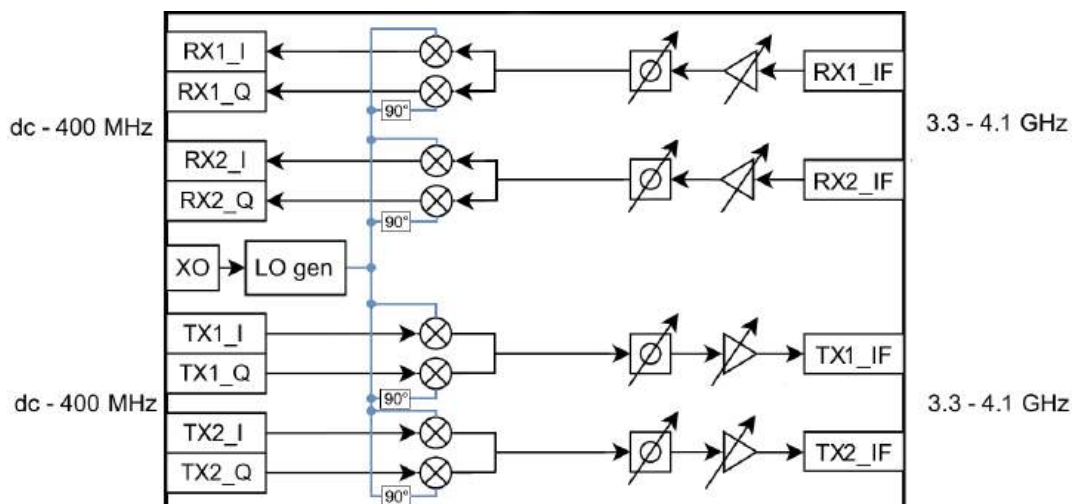 RX1_I
RX1_Q
90°
RX1_IF
dc - 400 MHz
3.3 - 4.1 GHz
RX2_I
RX2_Q
90°
RX2_IF
XO
LO gen
TX1_I
TX1_Q
90°
TX1_IF
dc - 400 MHz
3.3 - 4.1 GHz
TX2_I
TX2_Q
90°
TX2_IF